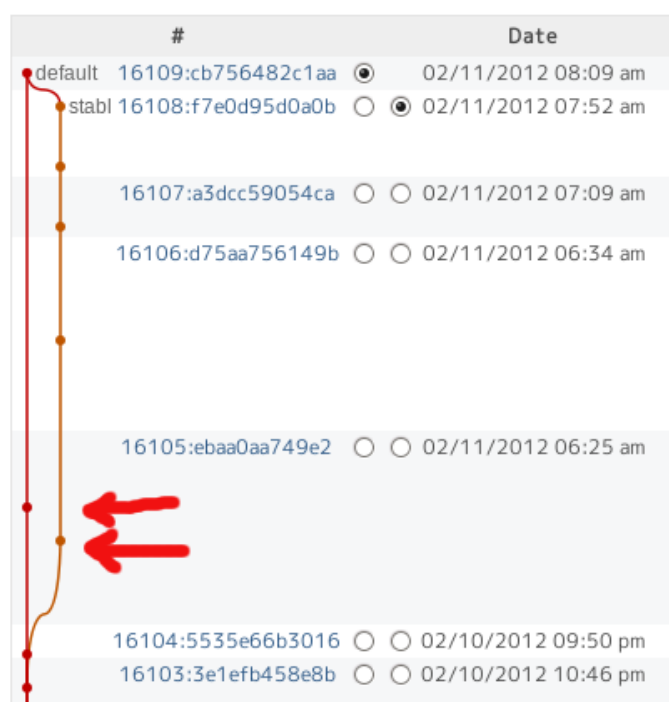 # Date
default 16109:cb756482c1aa 02/11/2012 08:09 am
stabl 16108:f7e0d95d0a0b 02/11/2012 07:52 am
16107:a3dcc59054ca 02/11/2012 07:09 am
16106:d75aa756149b 02/11/2012 06:34 am
16105:ebaa0aa749e2 02/11/2012 06:25 am
16104:5535e66b3016 02/10/2012 09:50 pm
16103:3e1efb458e8b 02/10/2012 10:46 pm